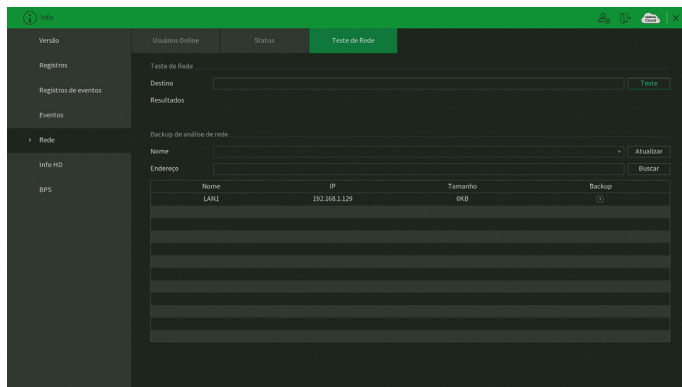 Info
Versão
Registros
Registros de eventos
Eventos
Rede
Info HD
BPS
Usuários Online
Status
Teste de Rede
Teste de Rede
Destino
Teste
Resultados
Backup de análise de rede
Nome
Atualizar
Endereço
Buscar
Nome IP Tamanho Backup
LAN1 192.168.1.129 0KB